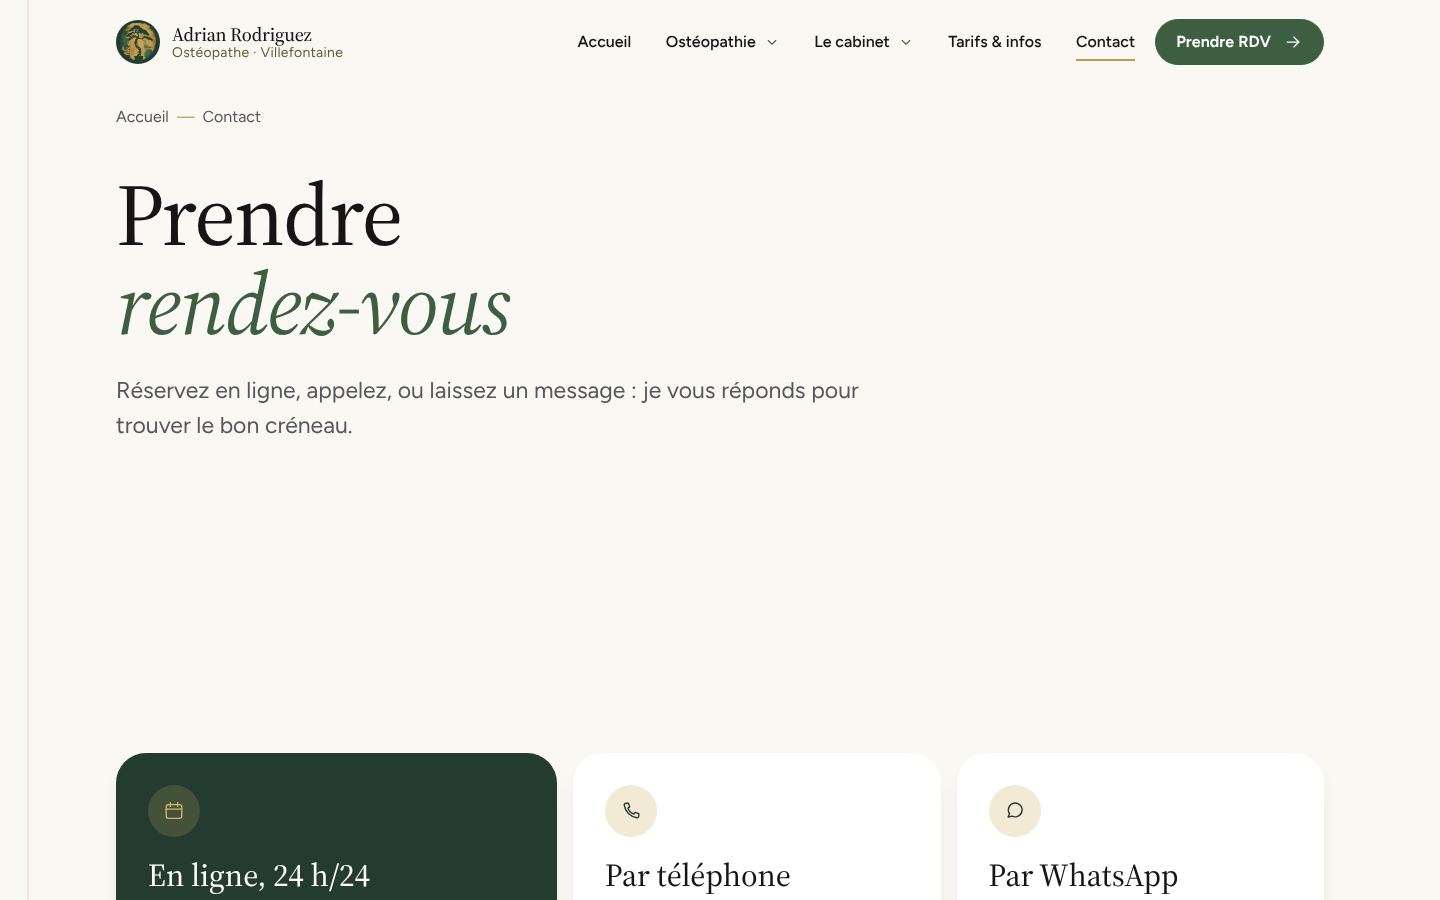 Adrian Rodriguez
Ostéopathe · Villefontaine
Accueil
Ostéopathie
Le cabinet
Tarifs & infos
Contact
Prendre RDV
Accueil — Contact
Prendre
rendez-vous
Réservez en ligne, appelez, ou laissez un message : je vous réponds pour
trouver le bon créneau.
En ligne, 24 h/24
Par téléphone
Par WhatsApp